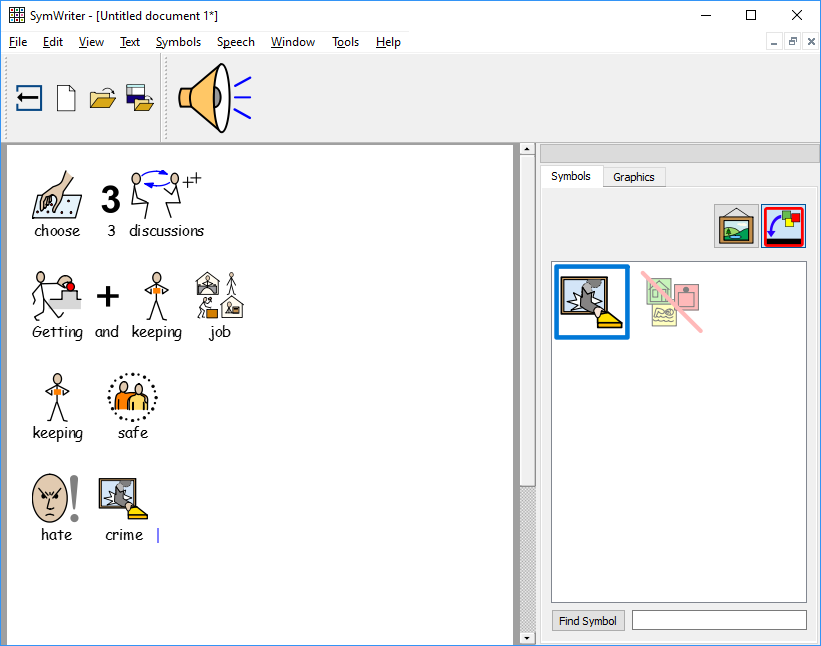 SymWriter - [Untitled document 1*]
File Edit View Text Symbols Speech Window Tools Help
3
choose 3 discussions
Getting and keeping job
keeping safe
hate crime
Symbols Graphics
Find Symbol